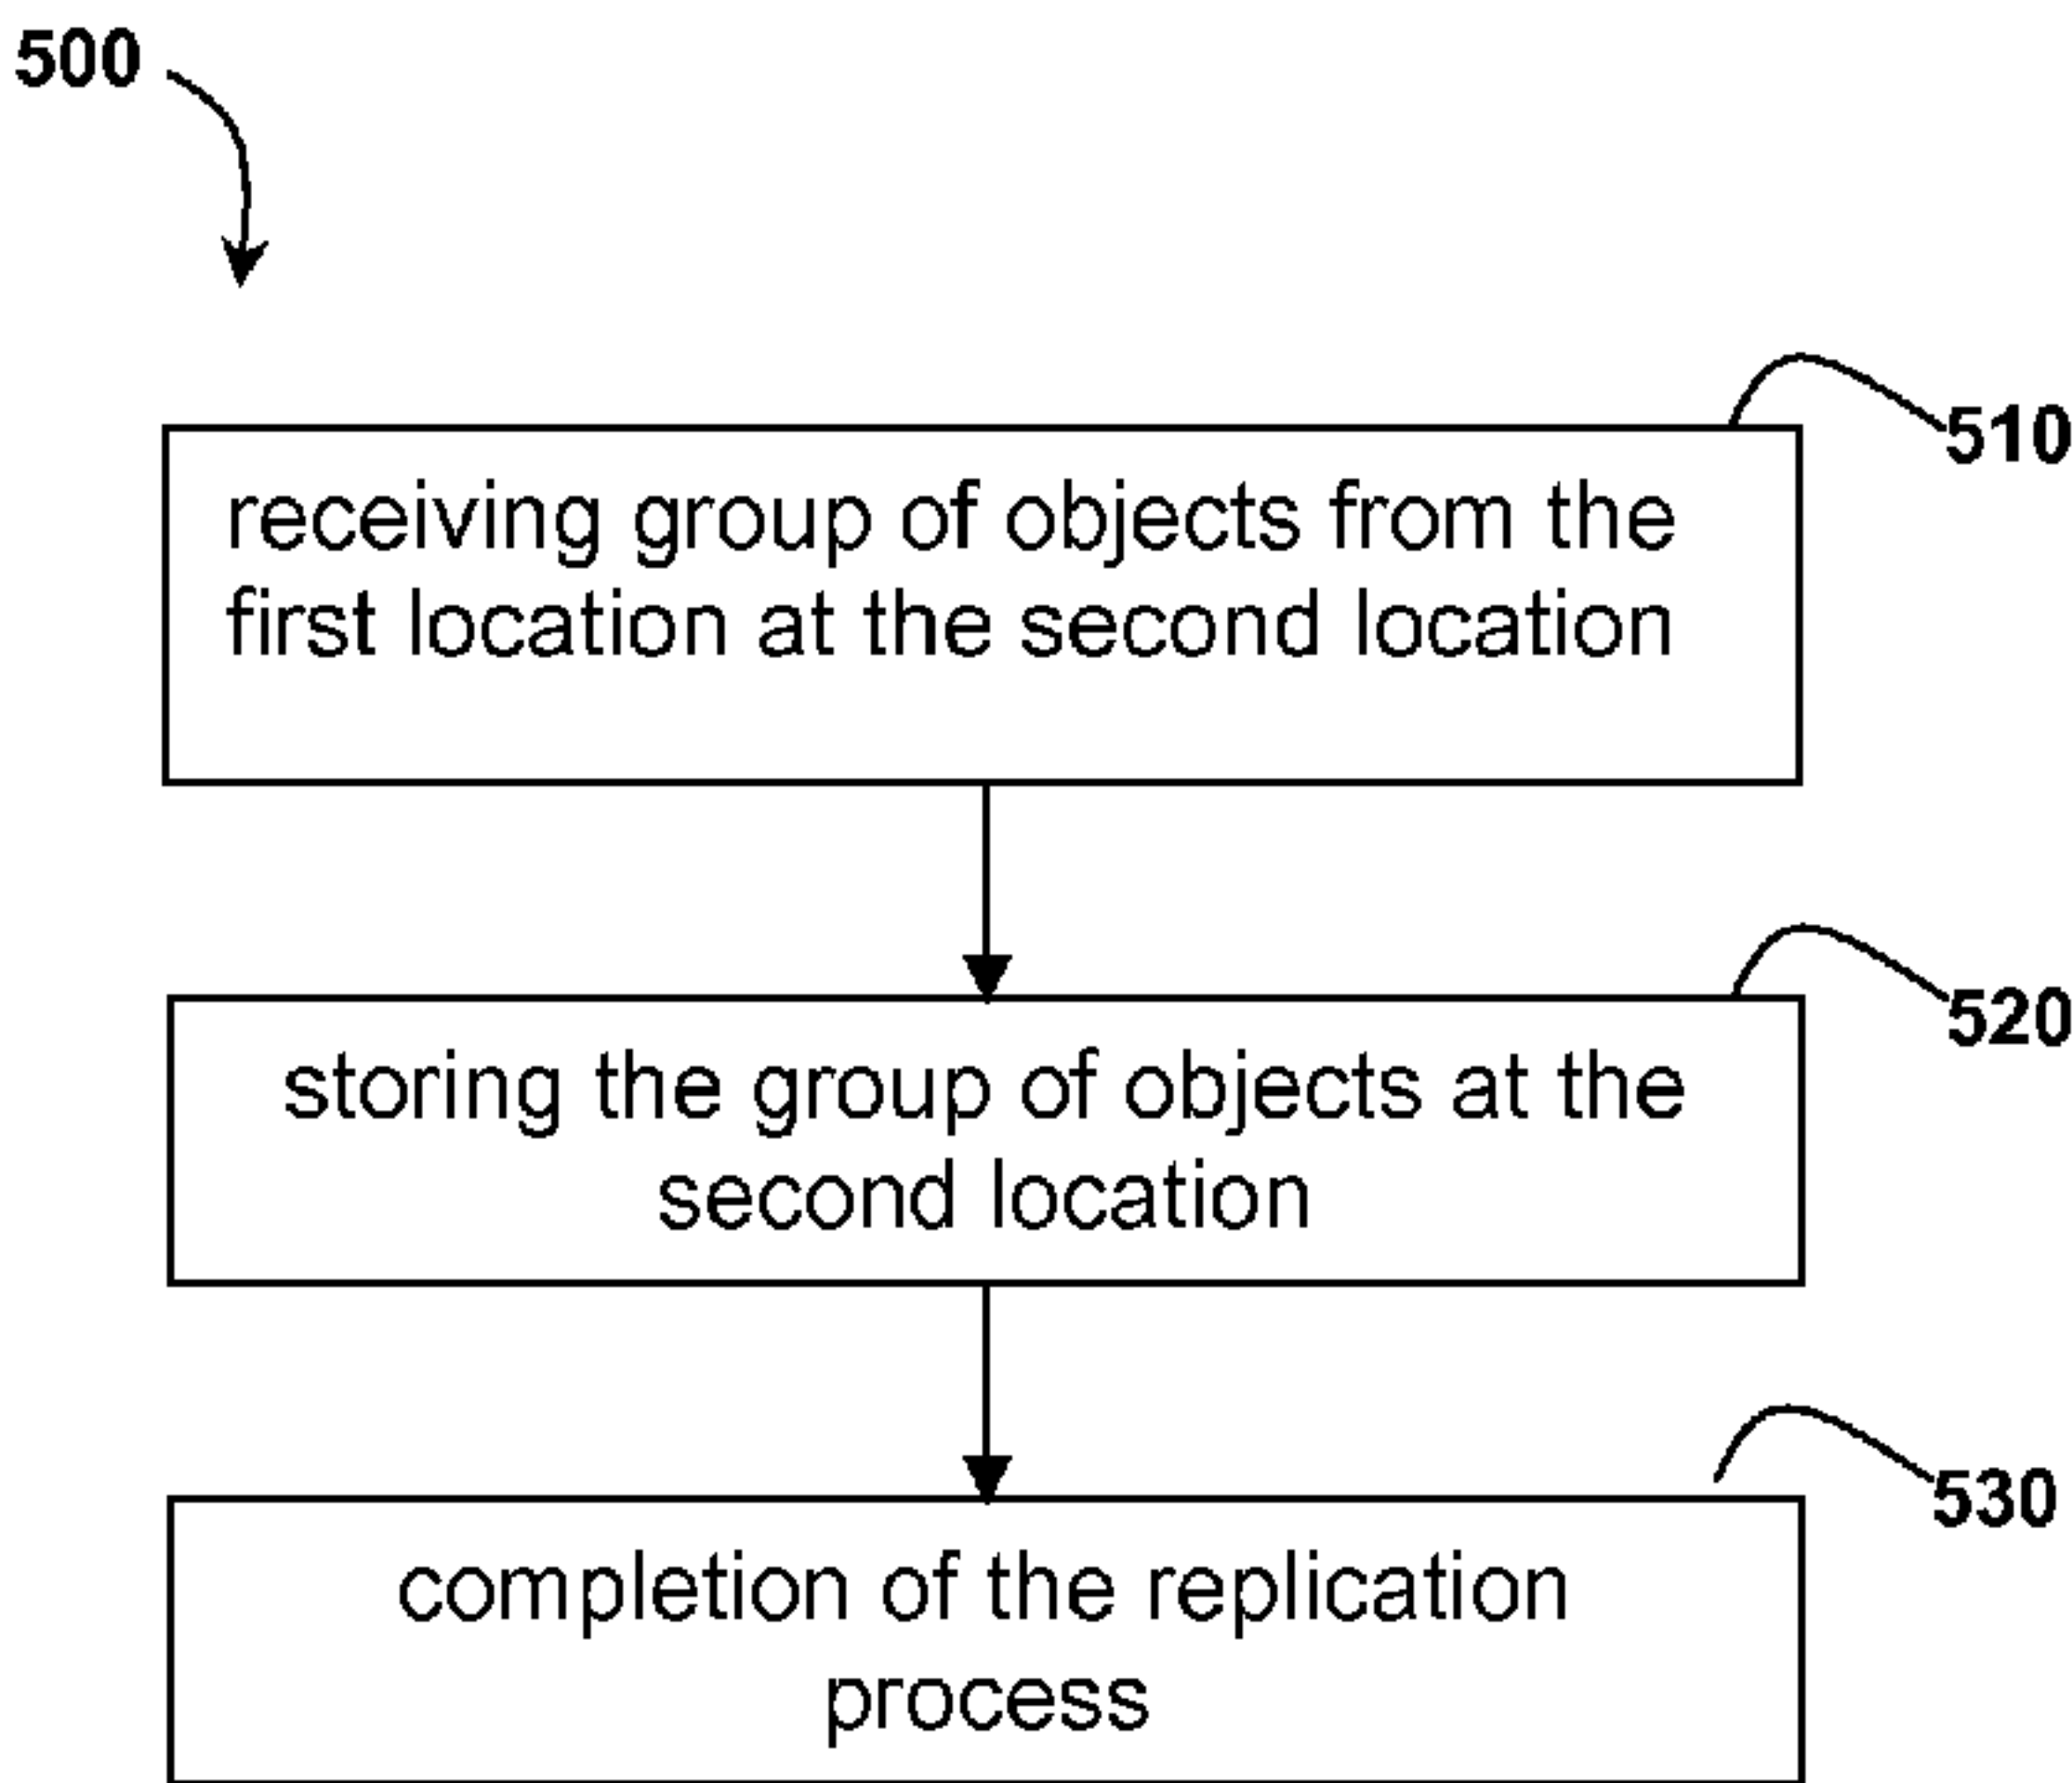 500
510
receiving group of objects from the
first location at the second location
520
storing the group of objects at the
second location
530
completion of the replication
process